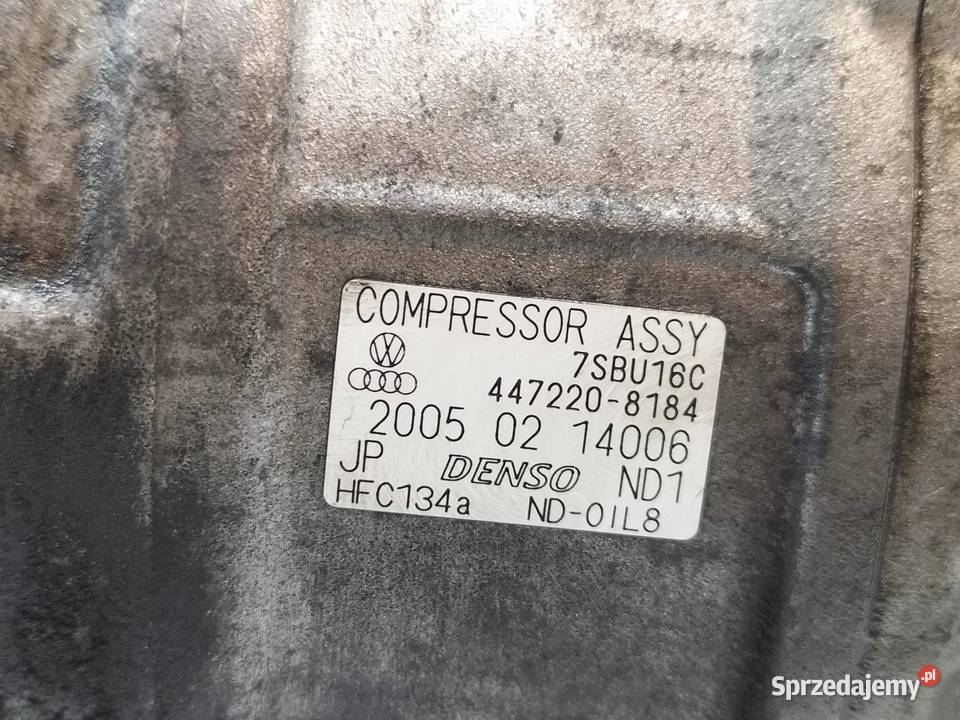 COMPRESSOR ASSY
7SBU16C
447220-8184
2005 02 14006
JP DENSO ND1
HFC134a ND-OIL8
Sprzedajemy.pl